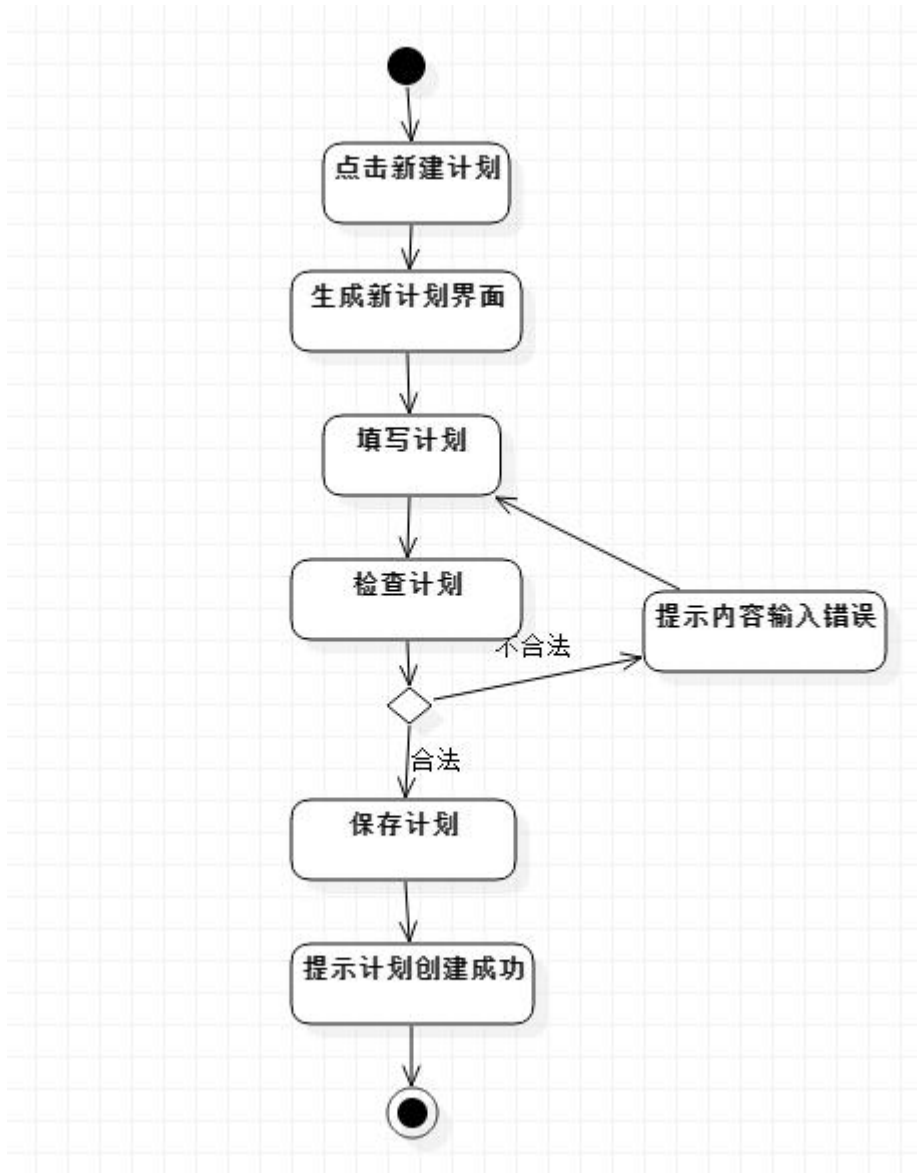 点击新建计划
生成新计划界面
填写计划
检查计划
提示内容输入错误
不合法
合法
保存计划
提示计划创建成功